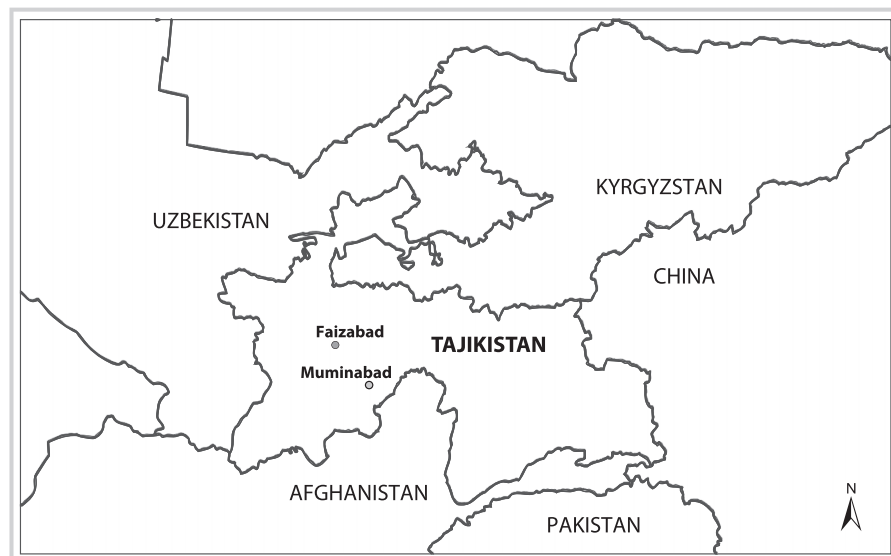 KYRGYZSTAN
UZBEKISTAN
CHINA
Faizabad
TAJIKISTAN
Muminabad
AFGHANISTAN
N
PAKISTAN